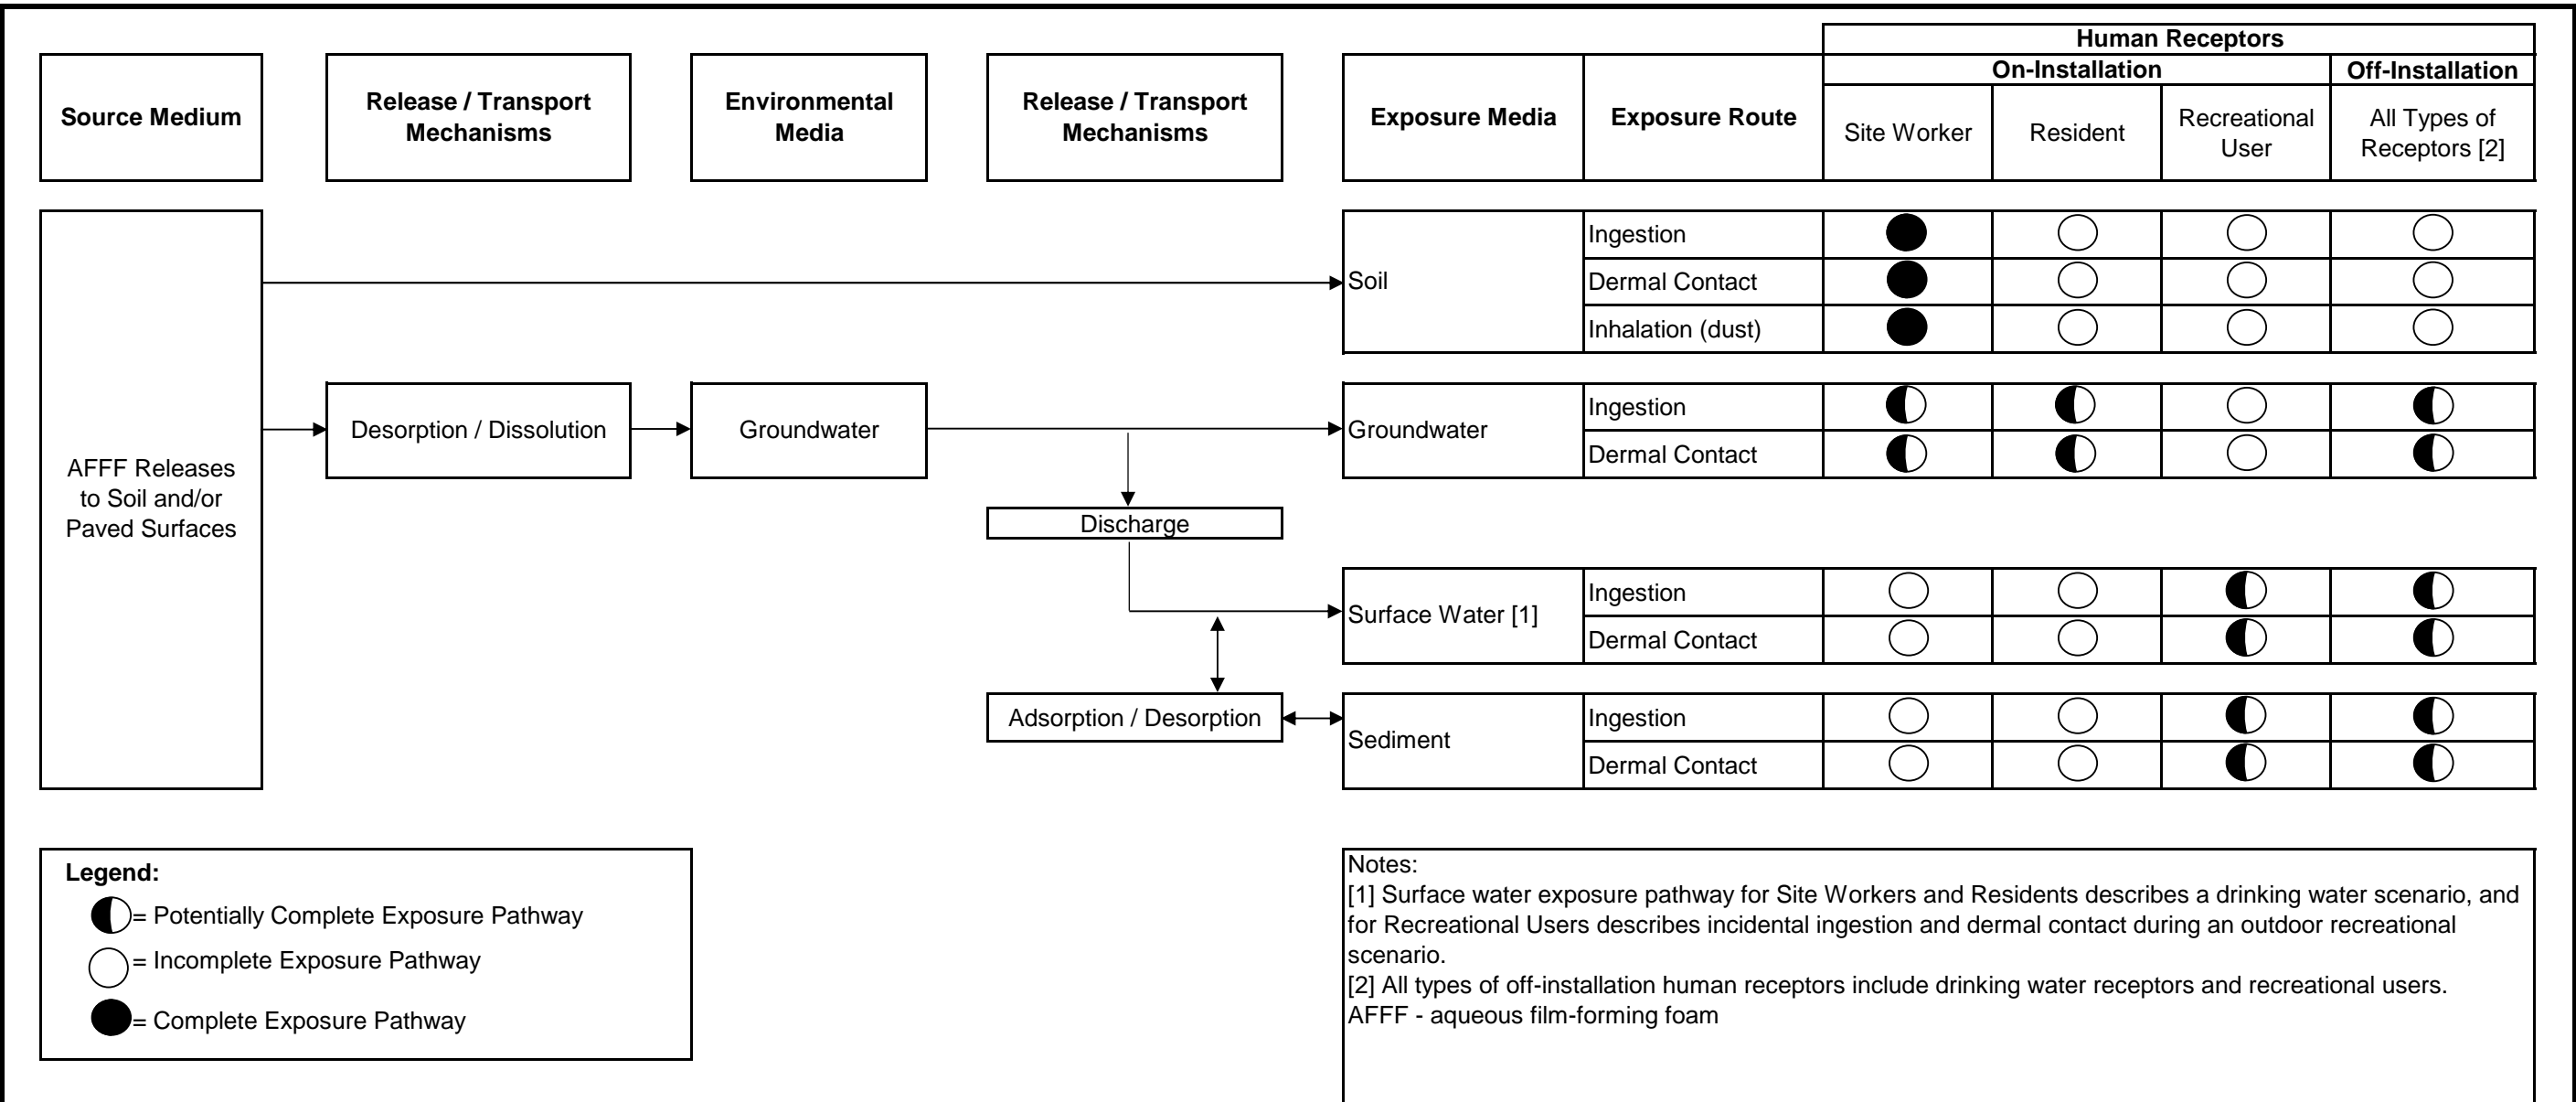 Human Receptors
On-Installation
Off-Installation
Source Medium
Release / Transport
Mechanisms
Environmental
Media
Release / Transport
Mechanisms
Exposure Media
Exposure Route
Site Worker
Resident
Recreational
User
All Types of
Receptors [2]
AFFF Releases
to Soil and/or
Paved Surfaces
Soil
Ingestion
Dermal Contact
Inhalation (dust)
Desorption / Dissolution
Groundwater
Groundwater
Ingestion
Dermal Contact
Discharge
Surface Water [1]
Ingestion
Dermal Contact
Adsorption / Desorption
Sediment
Ingestion
Dermal Contact
Legend:
= Potentially Complete Exposure Pathway
= Incomplete Exposure Pathway
= Complete Exposure Pathway
Notes:
[1] Surface water exposure pathway for Site Workers and Residents describes a drinking water scenario, and
for Recreational Users describes incidental ingestion and dermal contact during an outdoor recreational
scenario.
[2] All types of off-installation human receptors include drinking water receptors and recreational users.
AFFF - aqueous film-forming foam